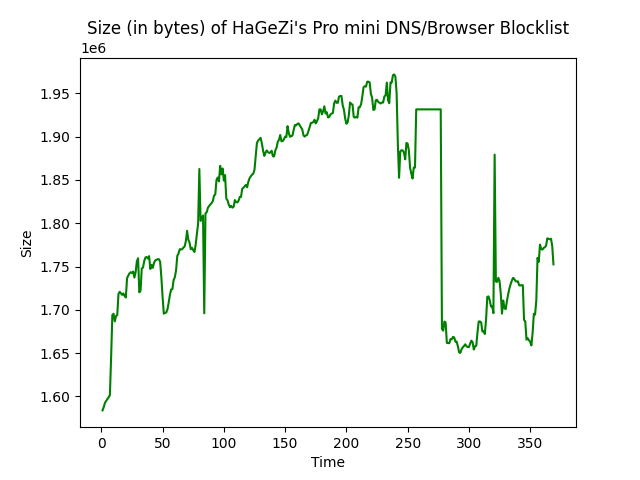 Size (in bytes) of HaGeZi's Pro mini DNS/Browser Blocklist
1e6
1.95
1.90
1.85
1.80
1.75
1.70
1.65
1.60
Size
0 50 100 150 200 250 300 350
Time